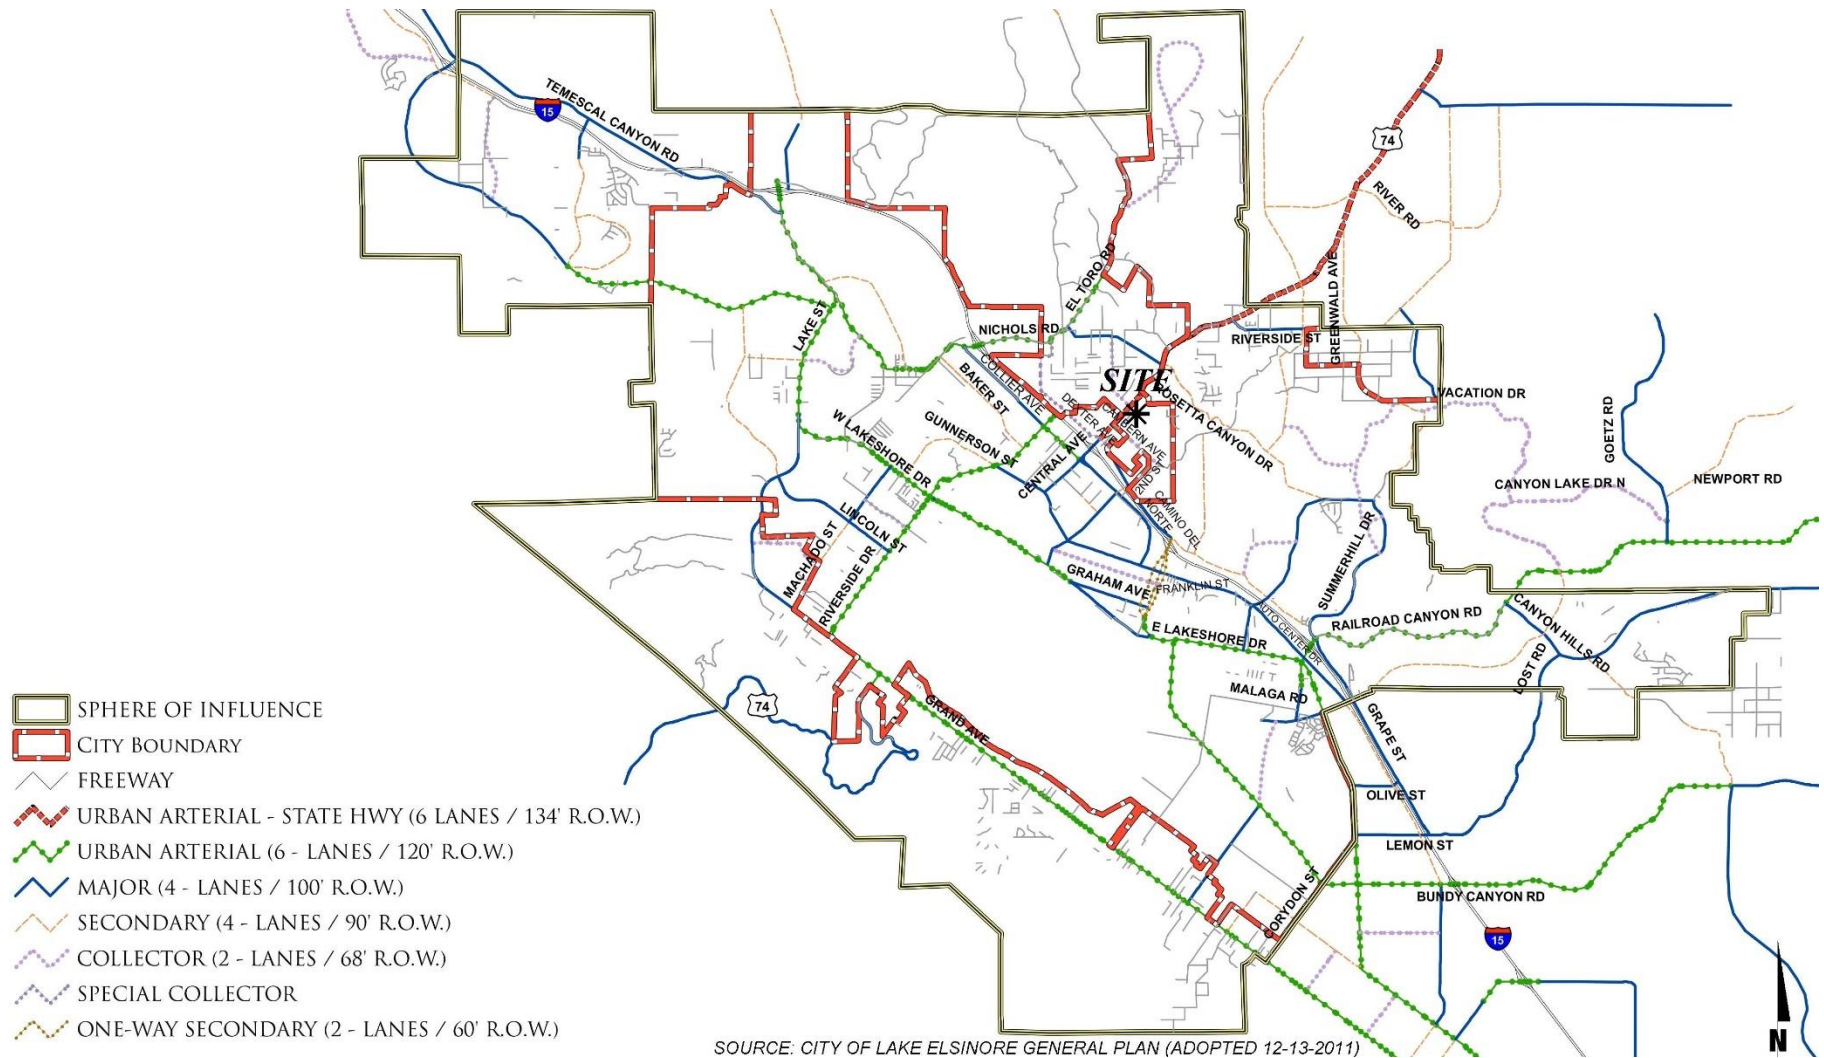 TEMESCAL CANYON RD
15
74
RIVER RD
EL TORO RD
GREENWALD AVE
NICHOLS RD
RIVERSIDE ST
LAKE ST
COLLIER AVE
SITE
BAKER ST
ROSETTA CANYON DR
VACATION DR
DEXTER AVE
CAMBERN AVE
GOETZ RD
W LAKESHORE DR
GUNNERSON ST
CENTRAL AVE
2ND ST
CANYON LAKE DR N
NEWPORT RD
CAMINO DEL
NORTE
LINCOLN ST
MACHADO ST
RIVERSIDE DR
SUMMERHILL DR
GRAHAM AVE
FRANKLIN ST
AUTO CENTER DR
RAILROAD CANYON RD
CANYON HILLS RD
E LAKESHORE DR
LOST RD
MALAGA RD
74
GRAND AVE
GRAPE ST
OLIVE ST
LEMON ST
CORYDON ST
BUNDY CANYON RD
15
SPHERE OF INFLUENCE
CITY BOUNDARY
FREEWAY
URBAN ARTERIAL - STATE HWY (6 LANES / 134' R.O.W.)
URBAN ARTERIAL (6 - LANES / 120' R.O.W.)
MAJOR (4 - LANES / 100' R.O.W.)
SECONDARY (4 - LANES / 90' R.O.W.)
COLLECTOR (2 - LANES / 68' R.O.W.)
SPECIAL COLLECTOR
ONE-WAY SECONDARY (2 - LANES / 60' R.O.W.)
N
SOURCE: CITY OF LAKE ELSINORE GENERAL PLAN (ADOPTED 12-13-2011)